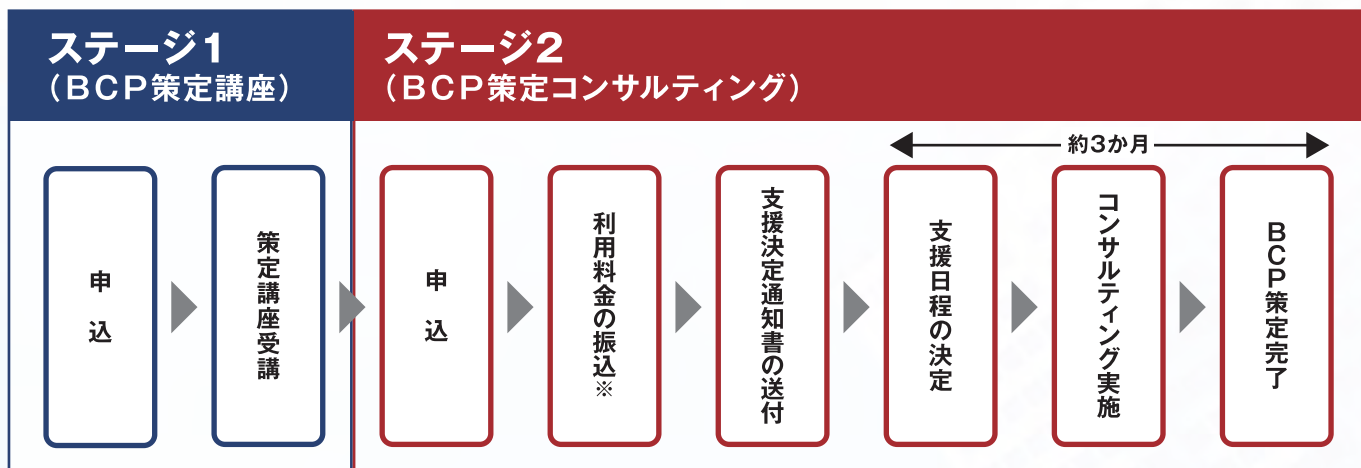 ステージ1
（BCP策定講座）
ステージ2
（BCP策定コンサルティング）
約3か月
申込
策定講座受講
申込
利用料金の振込※
支援決定通知書の送付
支援日程の決定
コンサルティング実施
BCP策定完了